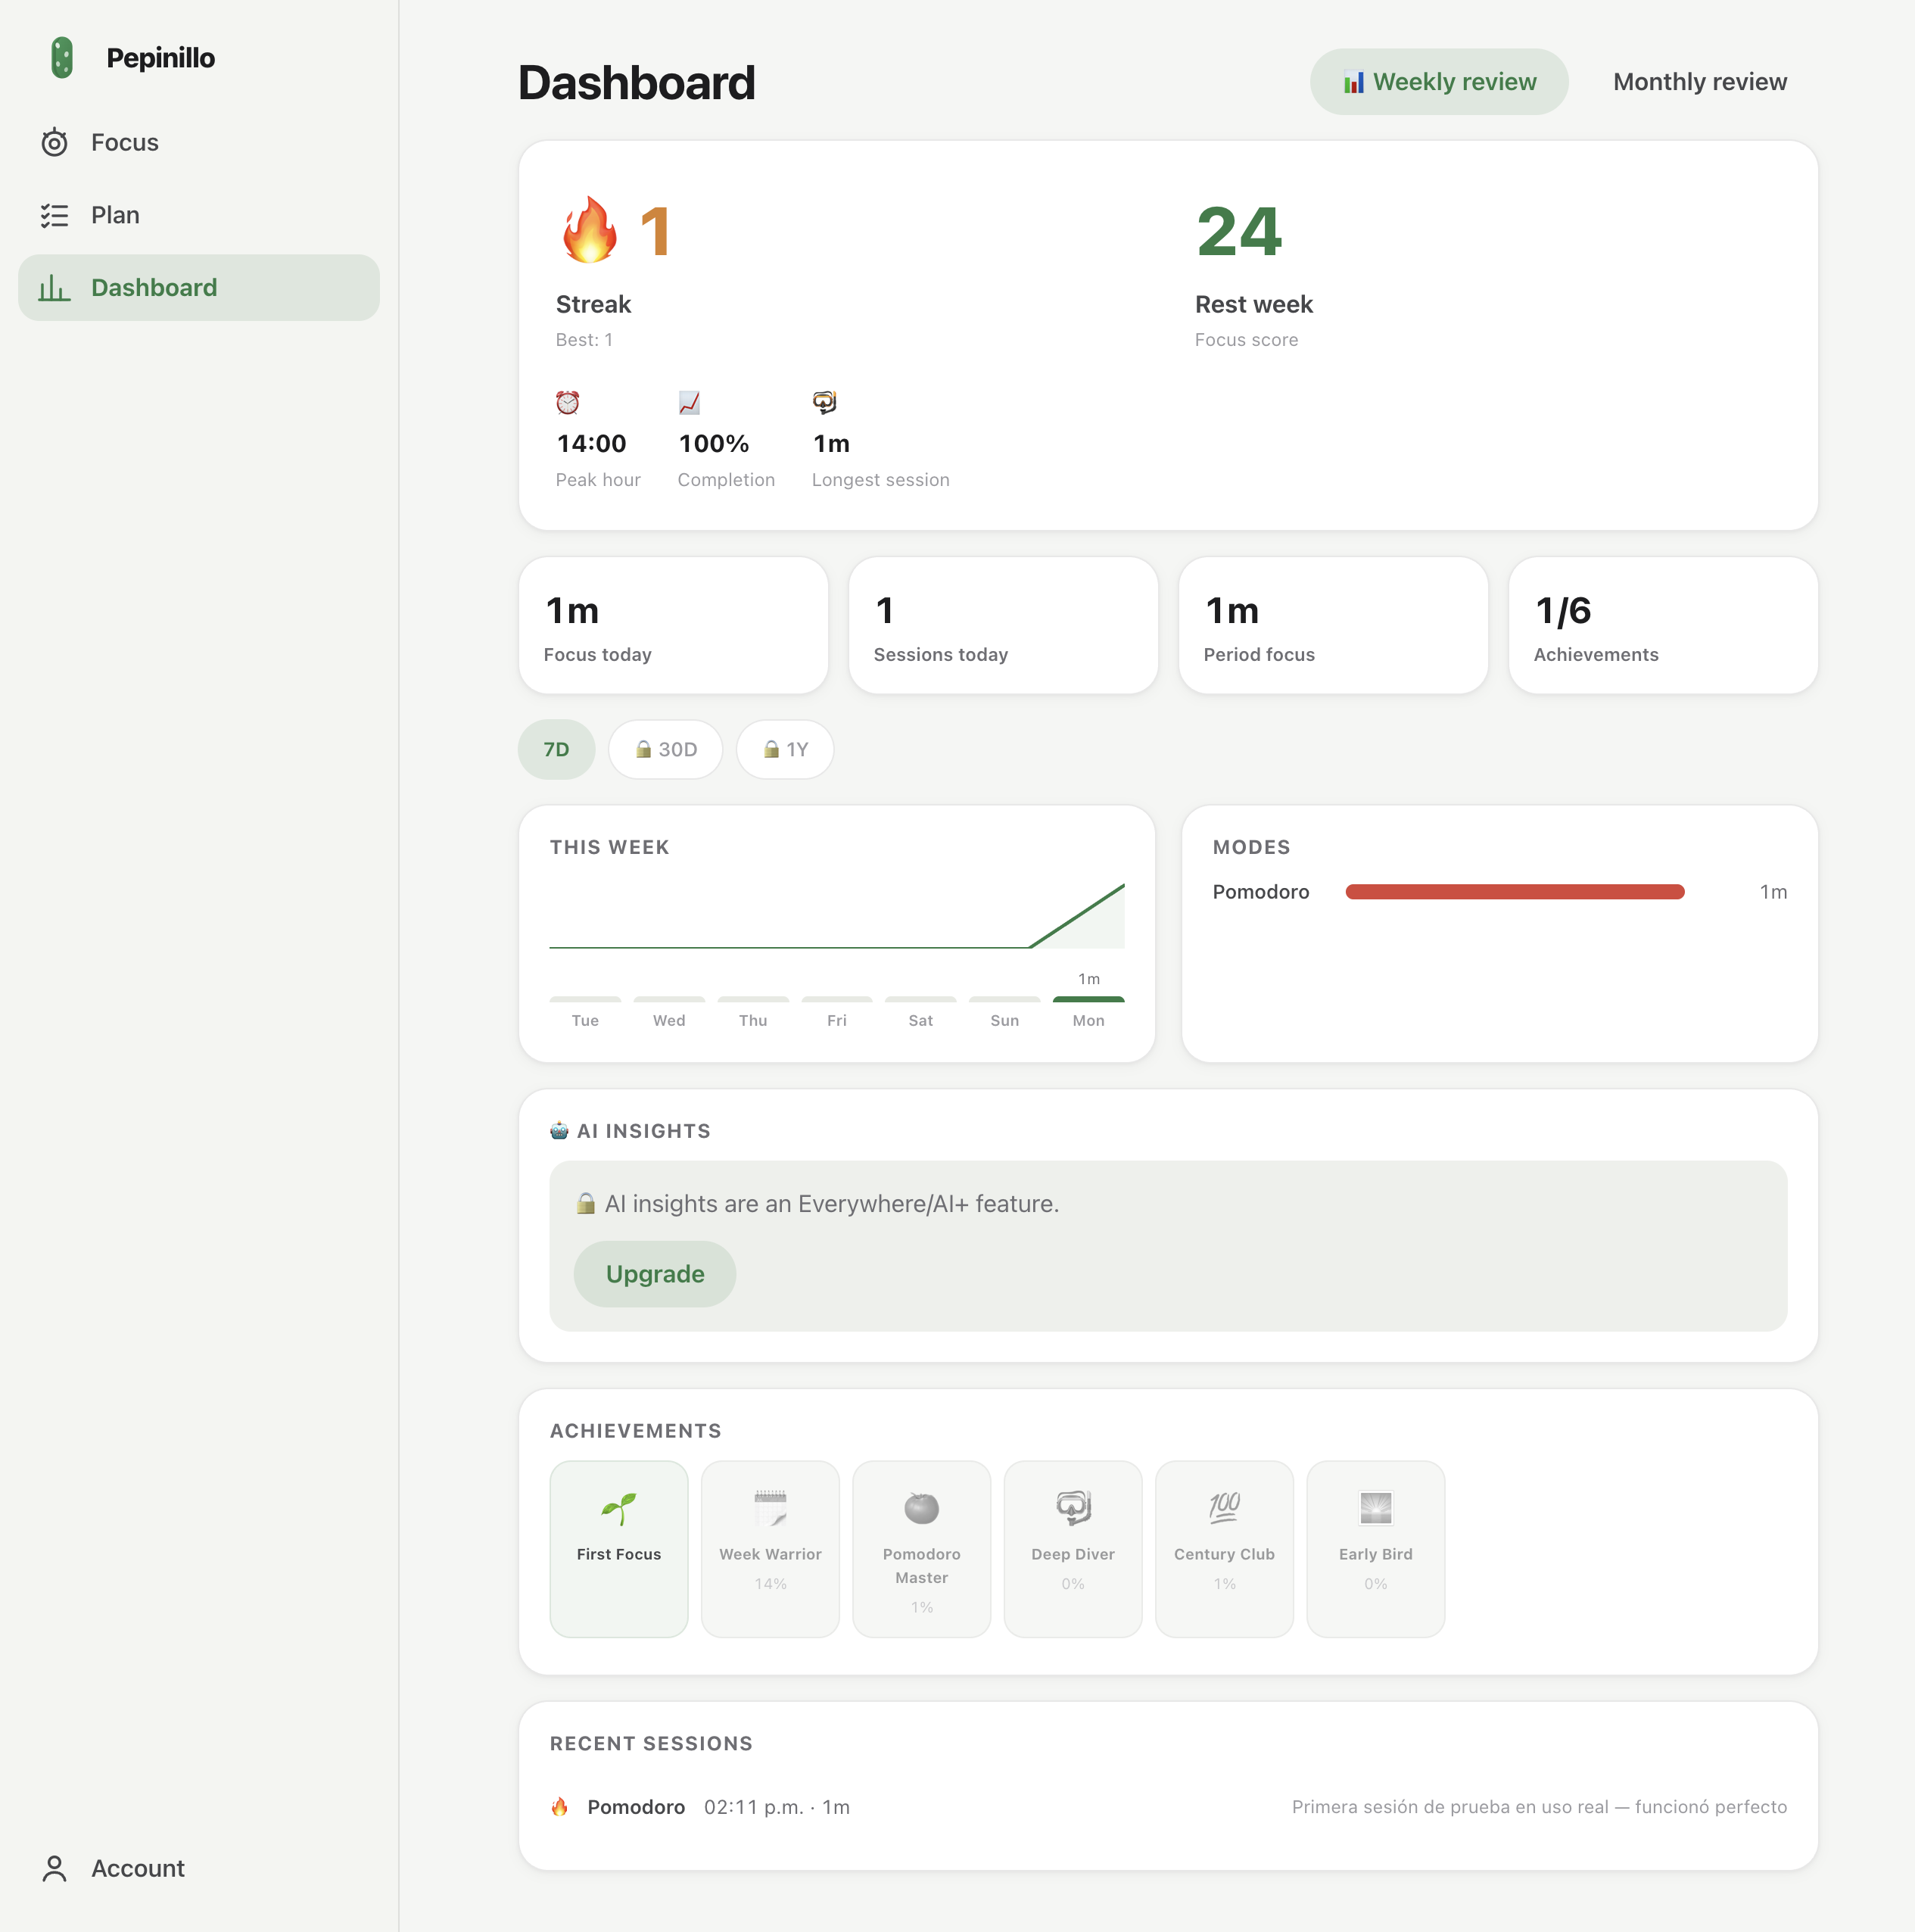 Pepinillo
Focus
Plan
Dashboard
Account
Dashboard
Weekly review
Monthly review
1
Streak
Best: 1
24
Rest week
Focus score
14:00
Peak hour
100%
Completion
1m
Longest session
1m
Focus today
1
Sessions today
1m
Period focus
1/6
Achievements
7D
30D
1Y
THIS WEEK
1m
Tue Wed Thu Fri Sat Sun Mon
MODES
Pomodoro 1m
AI INSIGHTS
AI insights are an Everywhere/AI+ feature.
Upgrade
ACHIEVEMENTS
First Focus
Week Warrior
14%
Pomodoro
Master
1%
Deep Diver
0%
100
Century Club
1%
Early Bird
0%
RECENT SESSIONS
Pomodoro 02:11 p.m. · 1m
Primera sesión de prueba en uso real — funcionó perfecto